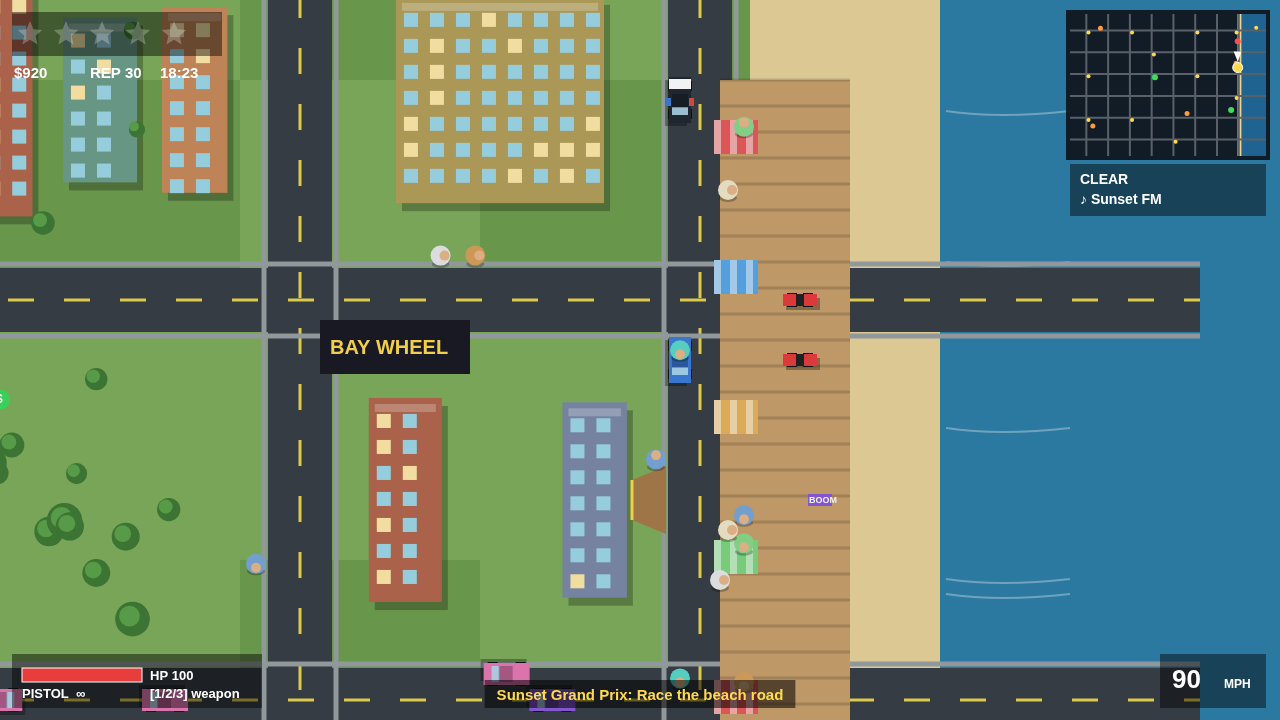 $920 REP 30 18:23
CLEAR
♪ Sunset FM
BAY WHEEL
S
BOOM
HP 100
PISTOL ∞ [1/2/3] weapon
Sunset Grand Prix: Race the beach road
90 MPH